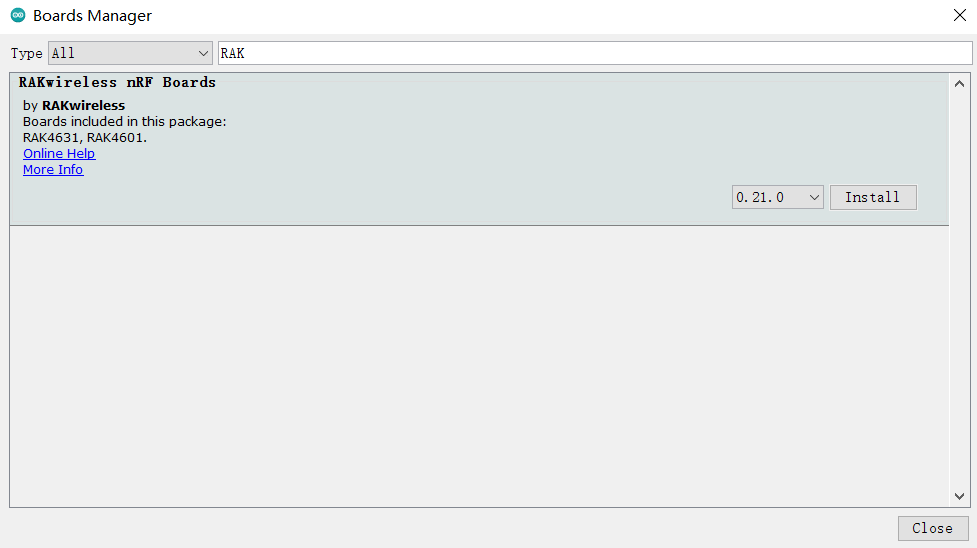 Boards Manager
Type All RAK
RAKwireless nRF Boards
by RAKwireless
Boards included in this package:
RAK4631, RAK4601.
Online Help
More Info
0.21.0 Install
Close